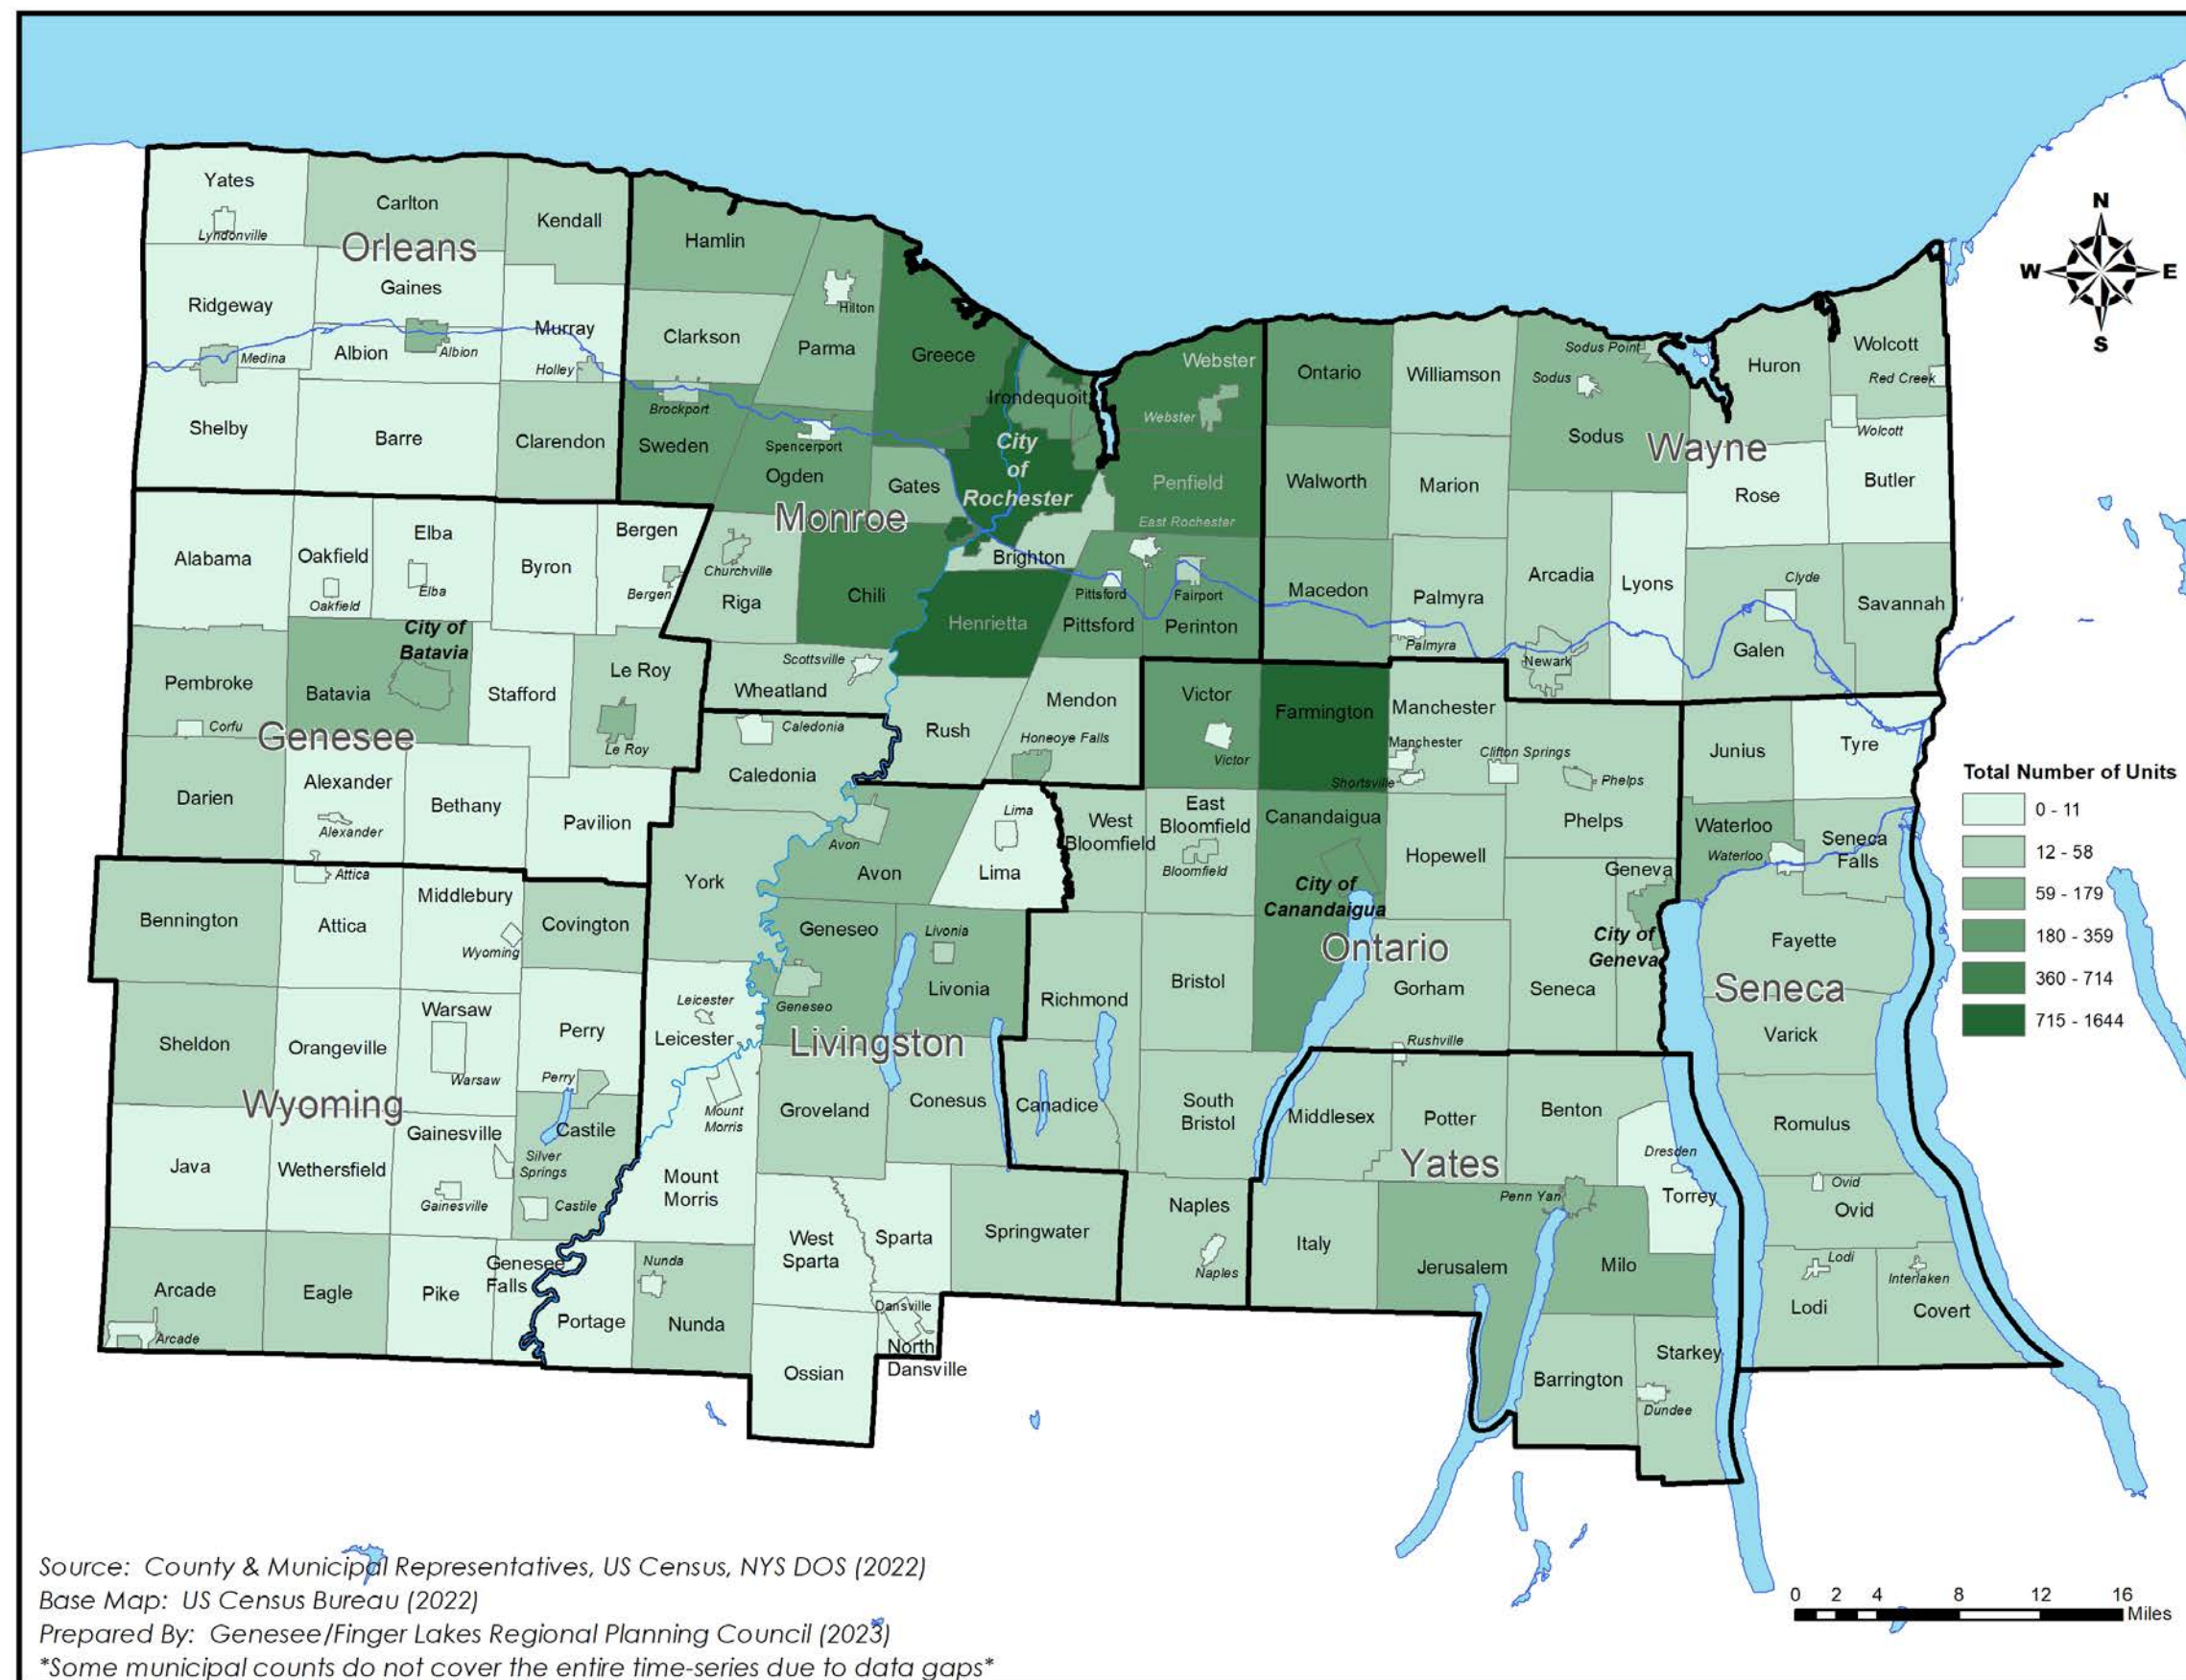 Yates
Lyndonville
Carlton
Kendall
Orleans
Ridgeway
Gaines
Murray
Medina
Albion
Albion
Holley
Shelby
Barre
Clarendon
Hamlin
Hilton
Clarkson
Parma
Greece
Brockport
Sweden
Spencerport
Ogden
Gates
Irondequoit
City
of
Rochester
Monroe
Webster
Webster
Penfield
East Rochester
Brighton
Churchville
Riga
Chili
Henrietta
Pittsford
Pittsford
Fairport
Perinton
Scottsville
Wheatland
Rush
Mendon
Honeoye Falls
Ontario
Williamson
Sodus Point
Sodus
Sodus
Wayne
Huron
Wolcott
Red Creek
Wolcott
Walworth
Marion
Rose
Butler
Macedon
Palmyra
Palmyra
Arcadia
Newark
Lyons
Clyde
Galen
Savannah
N
W
E
S
Alabama
Oakfield
Oakfield
Elba
Elba
Byron
Bergen
Bergen
City of
Batavia
Pembroke
Batavia
Stafford
Le Roy
Le Roy
Corfu
Genesee
Darien
Alexander
Alexander
Bethany
Pavilion
Caledonia
Caledonia
York
Avon
Avon
Lima
Lima
Geneseo
Geneseo
Livonia
Livonia
Leicester
Leicester
Livingston
Mount
Morris
Mount
Morris
Groveland
Conesus
West
Sparta
Sparta
Springwater
Nunda
Nunda
Portage
Ossian
Dansville
North
Dansville
Victor
Victor
Farmington
Manchester
Manchester
Shortsville
Clifton Springs
Phelps
Phelps
West
Bloomfield
East
Bloomfield
Bloomfield
Canandaigua
City of
Canandaigua
Hopewell
Geneva
City of
Geneva
Ontario
Richmond
Bristol
Gorham
Seneca
Rushville
Canadice
South
Bristol
Naples
Naples
Junius
Tyre
Waterloo
Waterloo
Seneca
Falls
Fayette
Seneca
Varick
Romulus
Ovid
Ovid
Lodi
Lodi
Interlaken
Covert
Middlesex
Potter
Benton
Dresden
Torrey
Yates
Penn Yan
Italy
Jerusalem
Milo
Barrington
Starkey
Dundee
Attica
Bennington
Attica
Middlebury
Wyoming
Covington
Sheldon
Orangeville
Warsaw
Warsaw
Perry
Perry
Wyoming
Java
Wethersfield
Gainesville
Gainesville
Silver
Springs
Castile
Castile
Arcade
Arcade
Eagle
Pike
Genesee
Falls
Total Number of Units
0 - 11
12 - 58
59 - 179
180 - 359
360 - 714
715 - 1644
Source: County & Municipal Representatives, US Census, NYS DOS (2022)
Base Map: US Census Bureau (2022)
Prepared By: Genesee/Finger Lakes Regional Planning Council (2023)
*Some municipal counts do not cover the entire time-series due to data gaps*
0 2 4 8 12 16
Miles